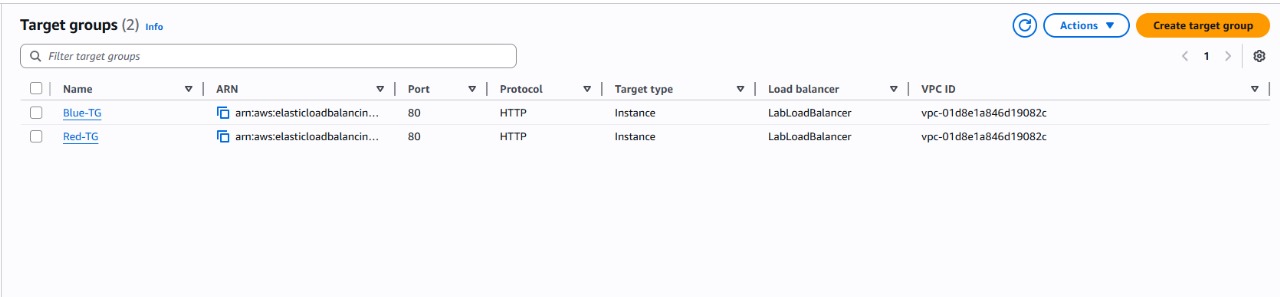 Target groups (2) Info
Actions
Create target group
Filter target groups
1
Name ARN Port Protocol Target type Load balancer VPC ID
Blue-TG arn:aws:elasticloadbalancin... 80 HTTP Instance LabLoadBalancer vpc-01d8e1a846d19082c
Red-TG arn:aws:elasticloadbalancin... 80 HTTP Instance LabLoadBalancer vpc-01d8e1a846d19082c